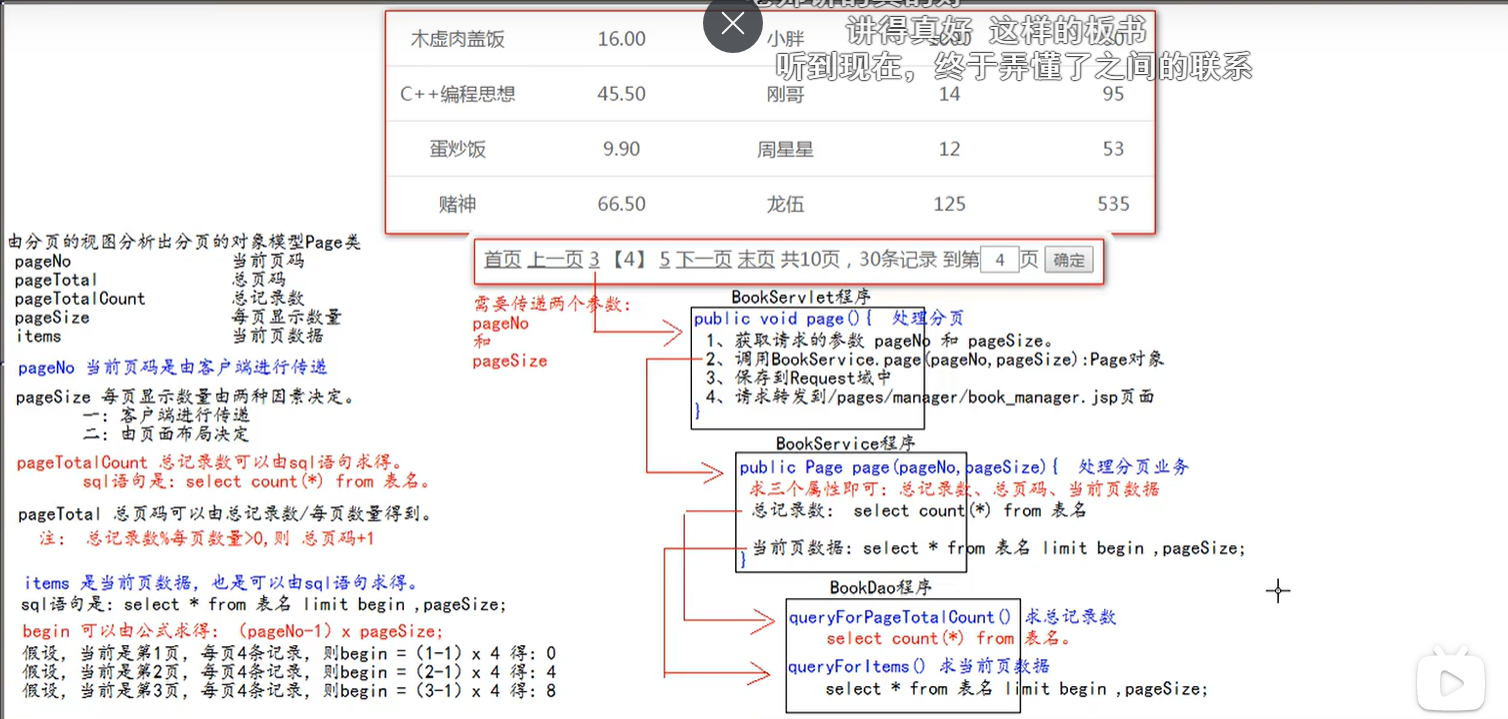 讲得真好 这样的板书
听到现在，终于弄懂了之间的联系
木虚肉盖饭 16.00 小胖
C++编程思想 45.50 刚哥 14 95
蛋炒饭 9.90 周星星 12 53
赌神 66.50 龙伍 125 535
首页 上一页 3 【4】 5 下一页 末页 共10页，30条记录 到第 4 页 确定
由分页的视图分析出分页的对象模型Page类
pageNo 当前页码
pageTotal 总页码
pageTotalCount 总记录数
pageSize 每页显示数量
items 当前页数据
pageNo 当前页码是由客户端进行传递
pageSize 每页显示数量由两种因素决定。
一：客户端进行传递
二：由页面布局决定
pageTotalCount 总记录数可以由sql语句求得。
sql语句是：select count(*) from 表名。
pageTotal 总页码可以由总记录数/每页数量得到。
注： 总记录数%每页数量>0,则 总页码+1
items 是当前页数据，也是可以由sql语句求得。
sql语句是：select * from 表名 limit begin ,pageSize;
begin 可以由公式求得：（pageNo-1）x pageSize;
假设，当前是第1页，每页4条记录，则begin =（1-1）x 4 得：0
假设，当前是第2页，每页4条记录，则begin =（2-1）x 4 得：4
假设，当前是第3页，每页4条记录，则begin =（3-1）x 4 得：8
需要传递两个参数：
pageNo
和
pageSize
BookServlet程序
public void page(){ 处理分页
1、获取请求的参数 pageNo 和 pageSize。
2、调用BookService.page(pageNo,pageSize):Page对象
3、保存到Request域中
4、请求转发到/pages/manager/book_manager.jsp页面
}
BookService程序
public Page page(pageNo,pageSize){ 处理分页业务
求三个属性即可：总记录数、总页码、当前页数据
总记录数： select count(*) from 表名
当前页数据：select * from 表名 limit begin ,pageSize;
}
BookDao程序
queryForPageTotalCount() 求总记录数
select count(*) from 表名。
queryForItems() 求当前页数据
select * from 表名 limit begin ,pageSize;